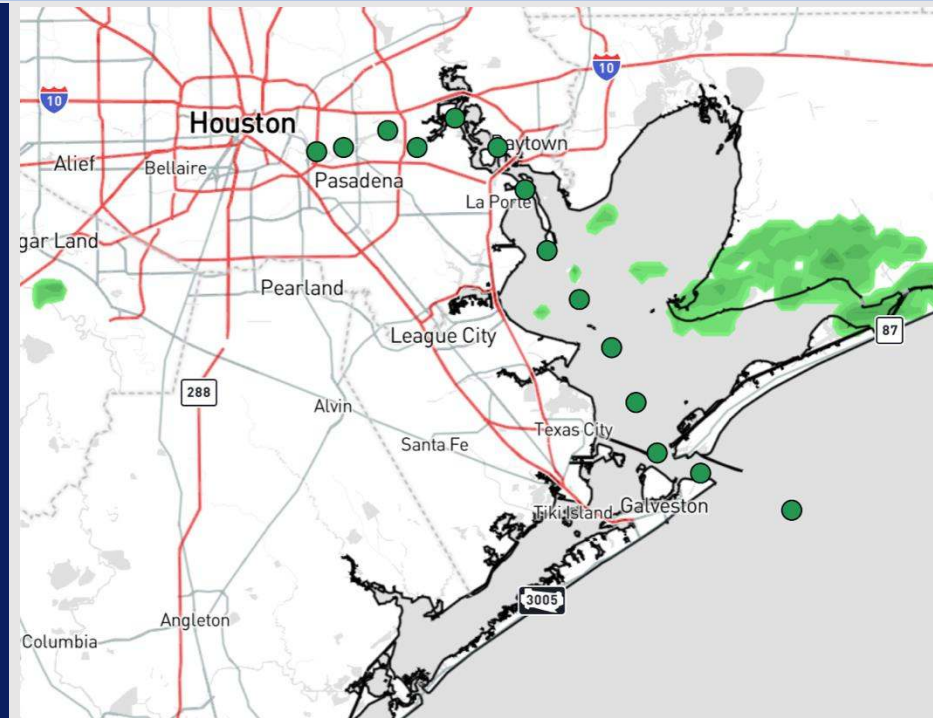 10
10
Houston
aytown
Alief
Bellaire
Pasadena
La Porte
gar Land
Pearland
League City
87
288
Alvin
Texas City
Santa Fe
Tiki Island
Galveston
3005
Angleton
Columbia